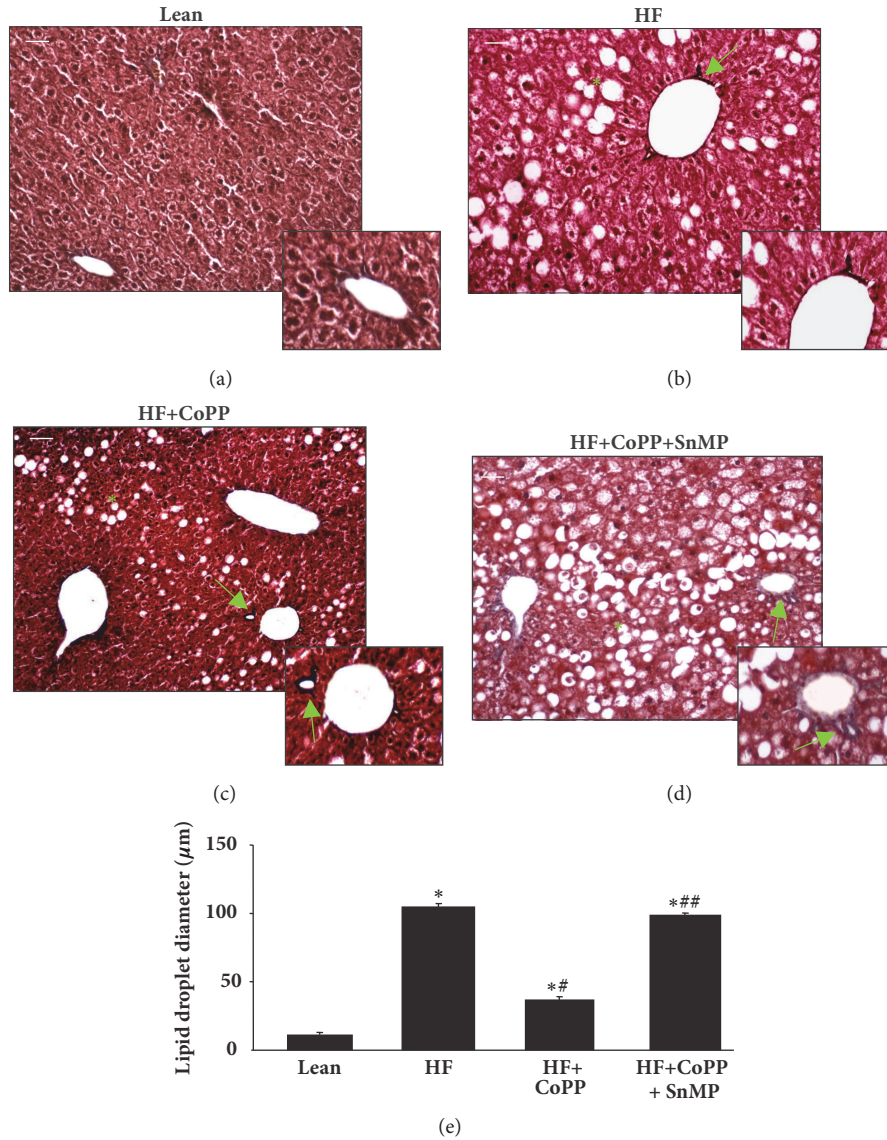 Lean
HF
*
(a)
(b)
HF+CoPP
HF+CoPP+SnMP
*
*
(c)
(d)
Lipid droplet diameter (μm)
150
100
50
0
*
*#
*##
Lean
HF
HF+
CoPP
HF+CoPP
+ SnMP
(e)